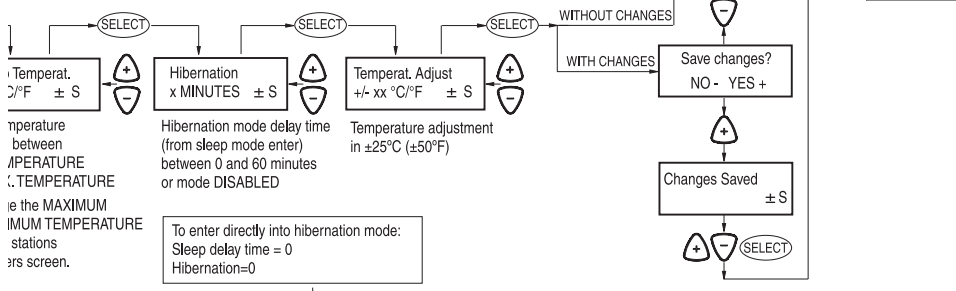 SELECT
SELECT
SELECT
WITHOUT CHANGES
WITH CHANGES
Temperat.
C/°F ± S
+
−
Hibernation
x MINUTES ± S
+
−
Temperat. Adjust
+/- xx °C/°F ± S
+
−
−
Save changes?
NO - YES +
+
Changes Saved
± S
+ − SELECT
between
TEMPERATURE
Hibernation mode delay time
(from sleep mode enter)
between 0 and 60 minutes
or mode DISABLED
Temperature adjustment
in ±25ºC (±50ºF)
the MAXIMUM
TEMPERATURE
stations
screen.
To enter directly into hibernation mode:
Sleep delay time = 0
Hibernation=0